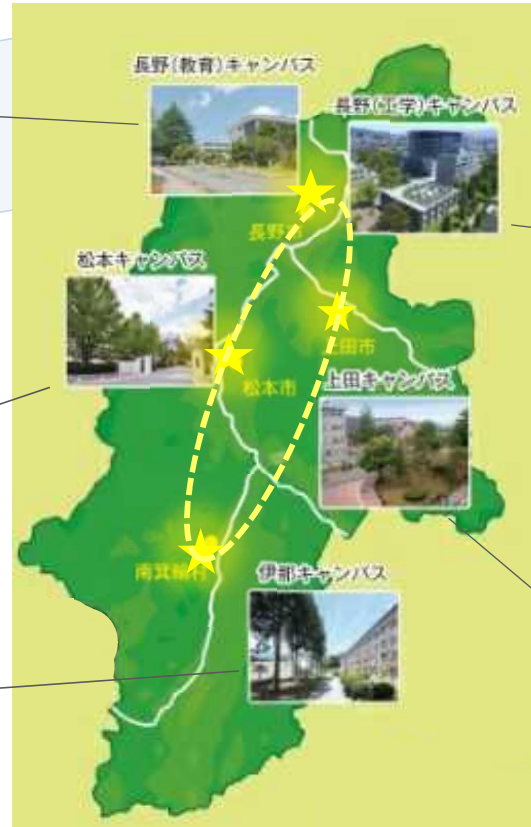 長野(教育)キャンパス
長野(工学)キャンパス
長野市
松本キャンパス
上田市
松本市
上田キャンパス
南箕輪村
伊那キャンパス